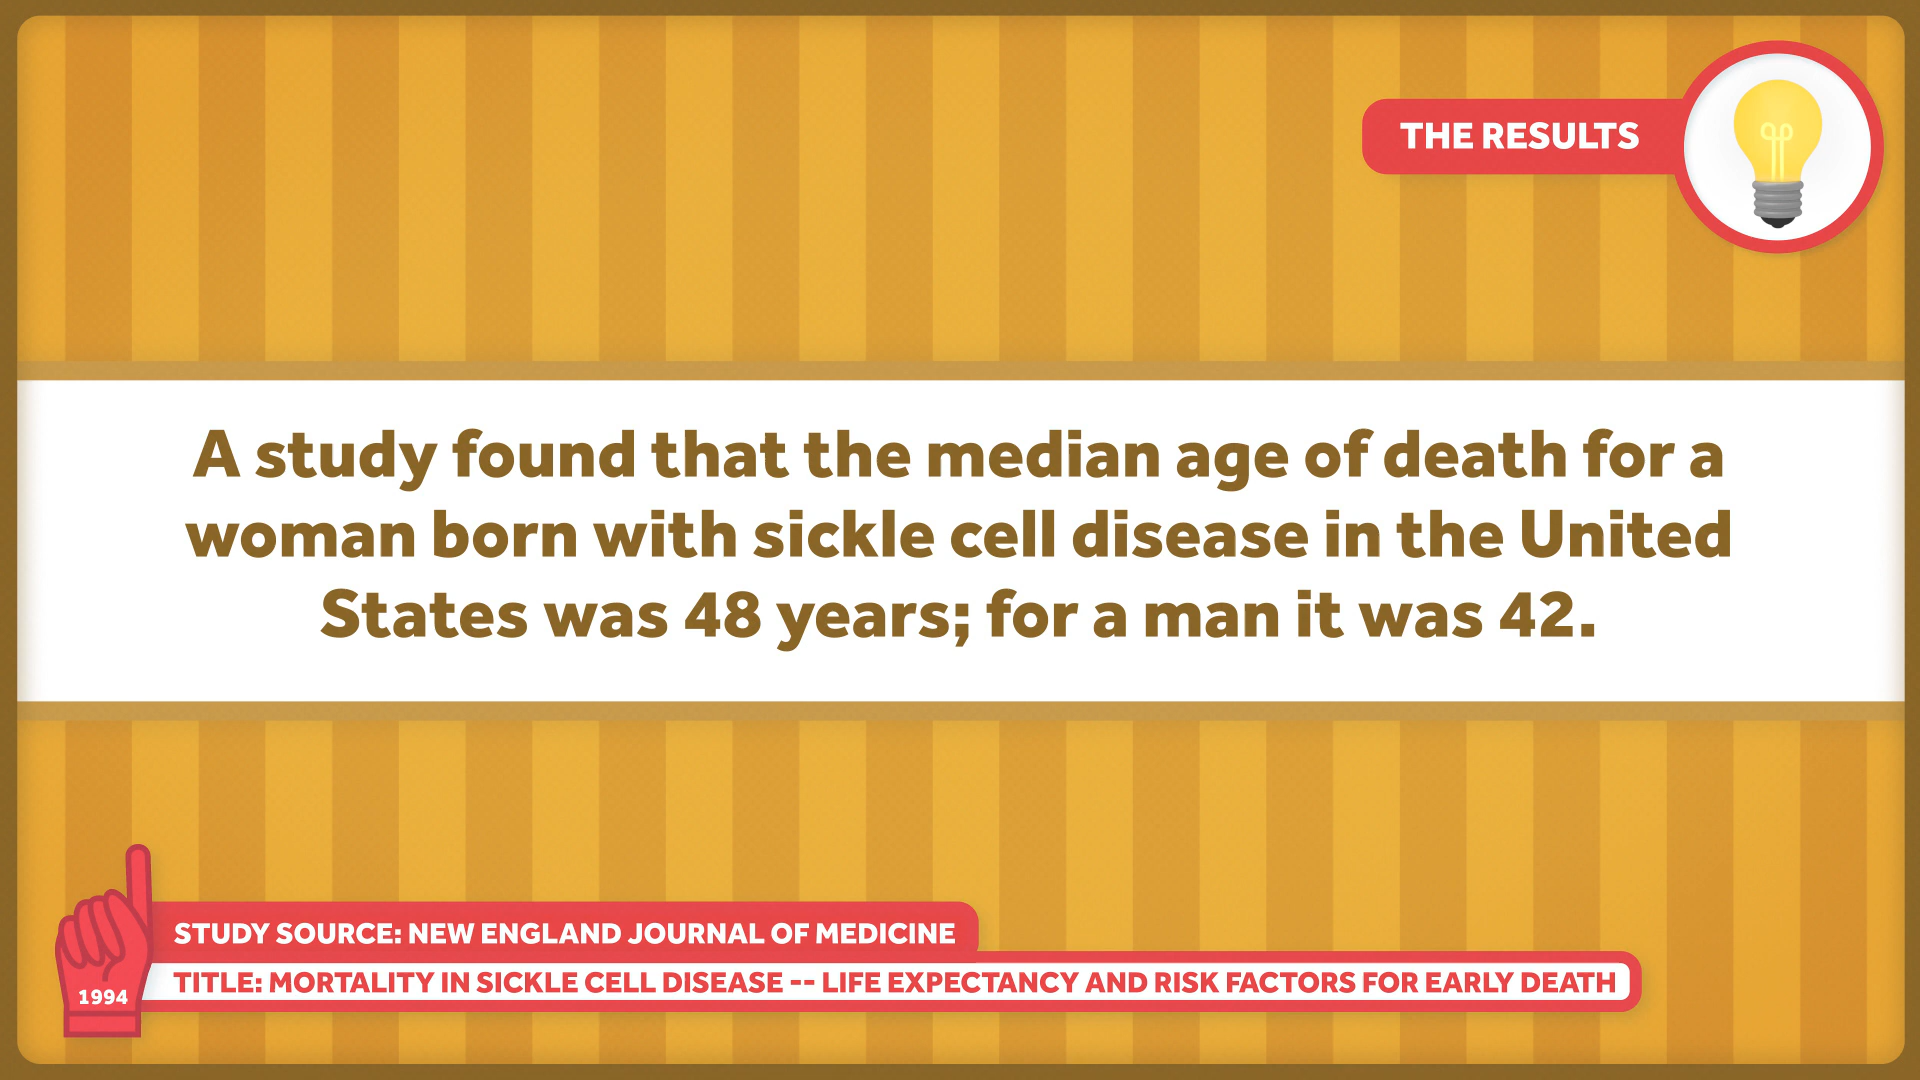 THE RESULTS
A study found that the median age of death for a
woman born with sickle cell disease in the United
States was 48 years; for a man it was 42.
STUDY SOURCE: NEW ENGLAND JOURNAL OF MEDICINE
TITLE: MORTALITY IN SICKLE CELL DISEASE -- LIFE EXPECTANCY AND RISK FACTORS FOR EARLY DEATH
1994